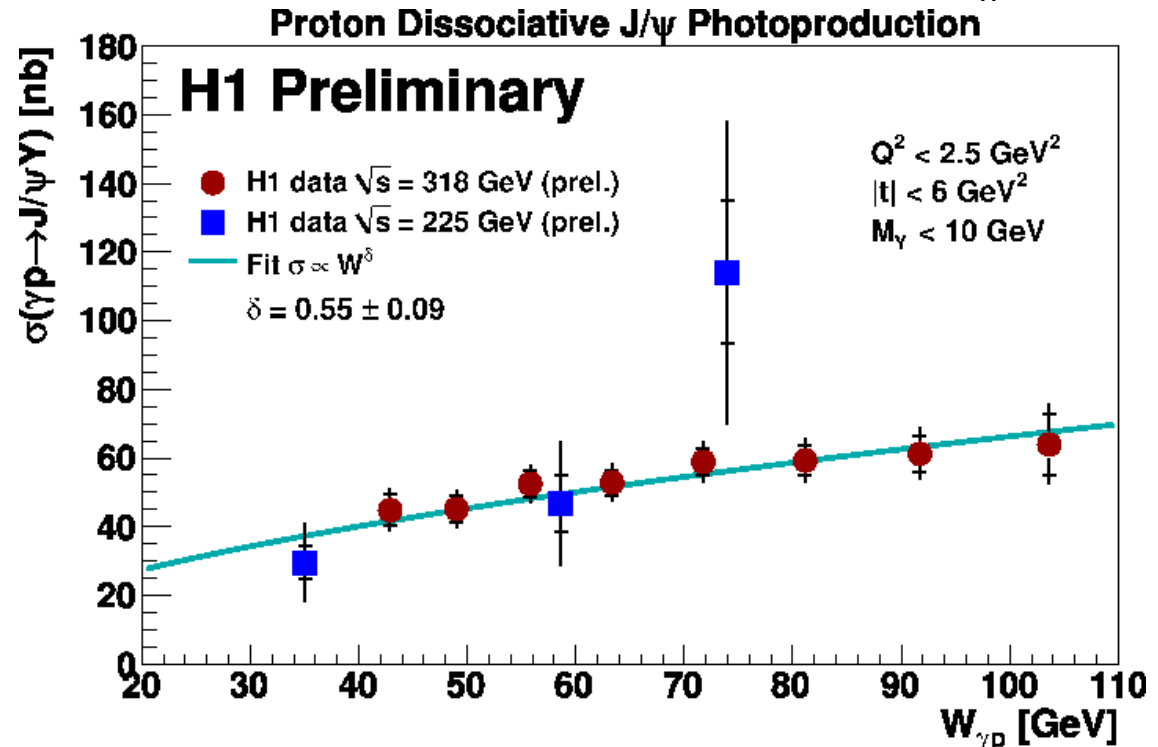 Proton Dissociative J/ψ Photoproduction
H1 Preliminary
H1 data √s = 318 GeV (prel.)
H1 data √s = 225 GeV (prel.)
Fit σ ∝ W^δ
δ = 0.55 ± 0.09
Q² < 2.5 GeV²
|t| < 6 GeV²
M_Y < 10 GeV
σ(γp→J/ψY) [nb]
180
160
140
120
100
80
60
40
20
0
20 30 40 50 60 70 80 90 100 110
W_γp [GeV]